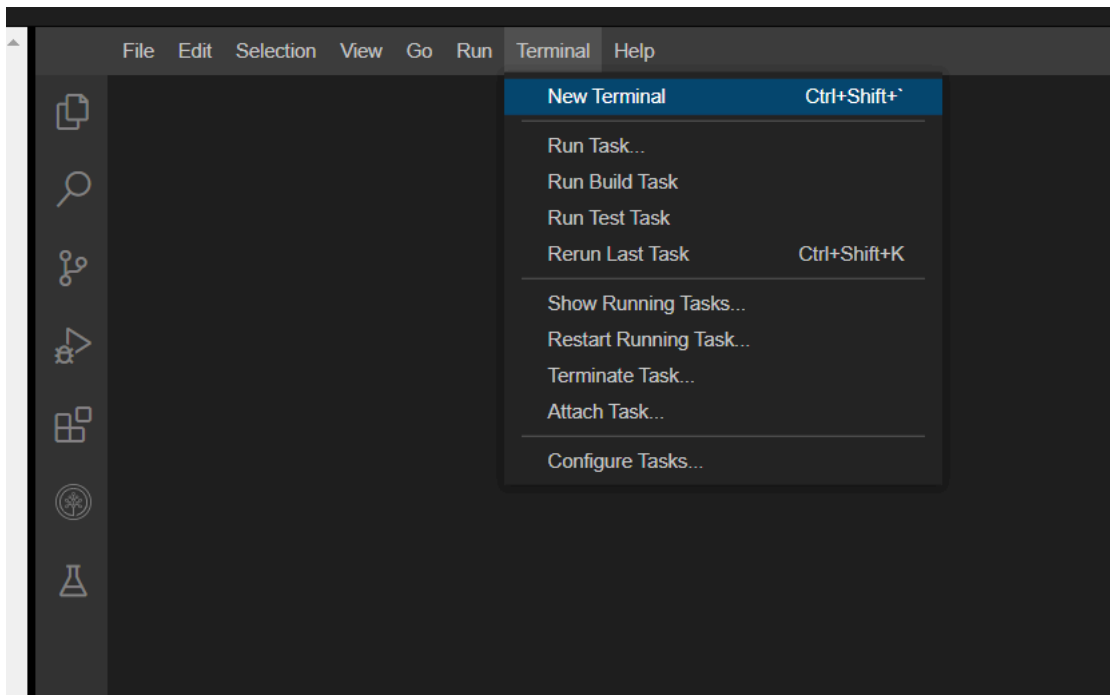 File Edit Selection View Go Run Terminal Help
New Terminal Ctrl+Shift+`
Run Task...
Run Build Task
Run Test Task
Rerun Last Task Ctrl+Shift+K
Show Running Tasks...
Restart Running Task...
Terminate Task...
Attach Task...
Configure Tasks...